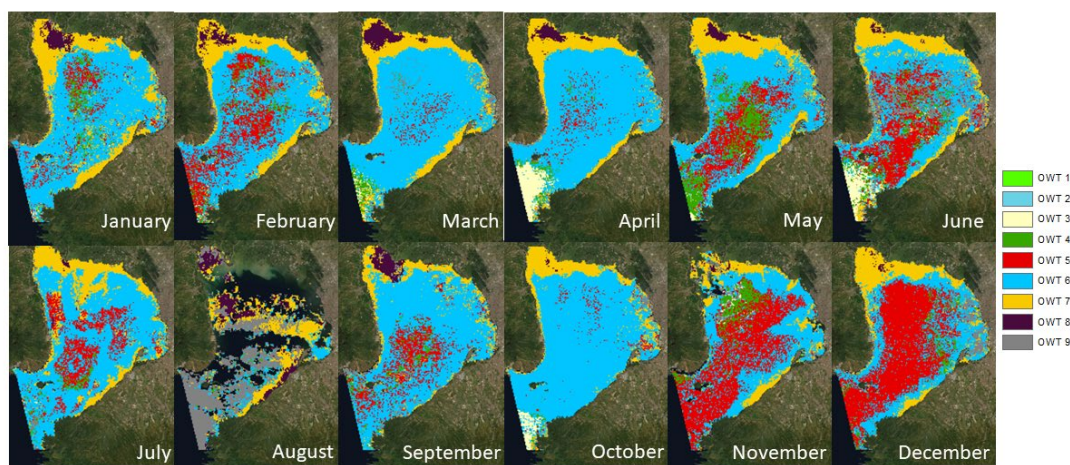 January
February
March
April
May
June
July
August
September
October
November
December
OWT 1
OWT 2
OWT 3
OWT 4
OWT 5
OWT 6
OWT 7
OWT 8
OWT 9